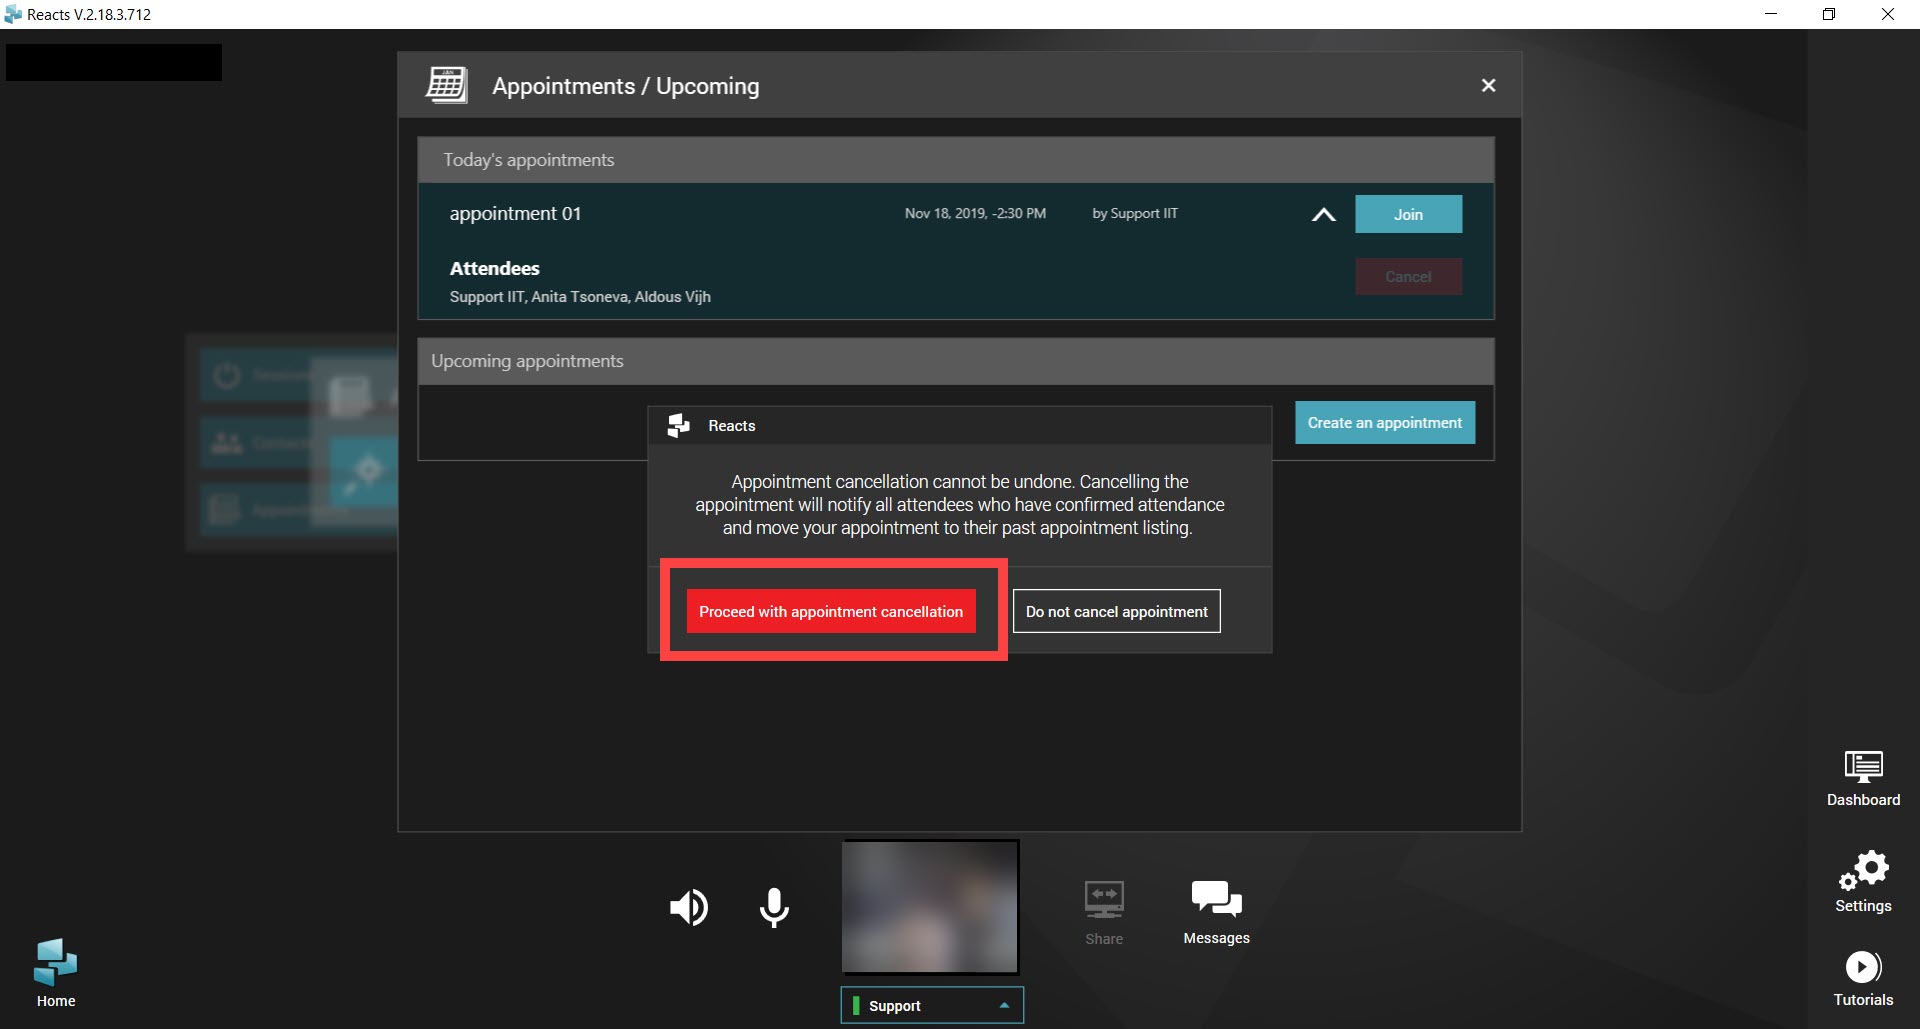 Reacts V.2.18.3.712
Appointments / Upcoming
Today's appointments
appointment 01
Nov 18, 2019, -2:30 PM
by Support IIT
Join
Attendees
Support IIT, Anita Tsoneva, Aldous Vijh
Cancel
Upcoming appointments
Create an appointment
Reacts
Appointment cancellation cannot be undone. Cancelling the
appointment will notify all attendees who have confirmed attendance
and move your appointment to their past appointment listing.
Proceed with appointment cancellation
Do not cancel appointment
Dashboard
Settings
Tutorials
Share
Messages
Support
Home